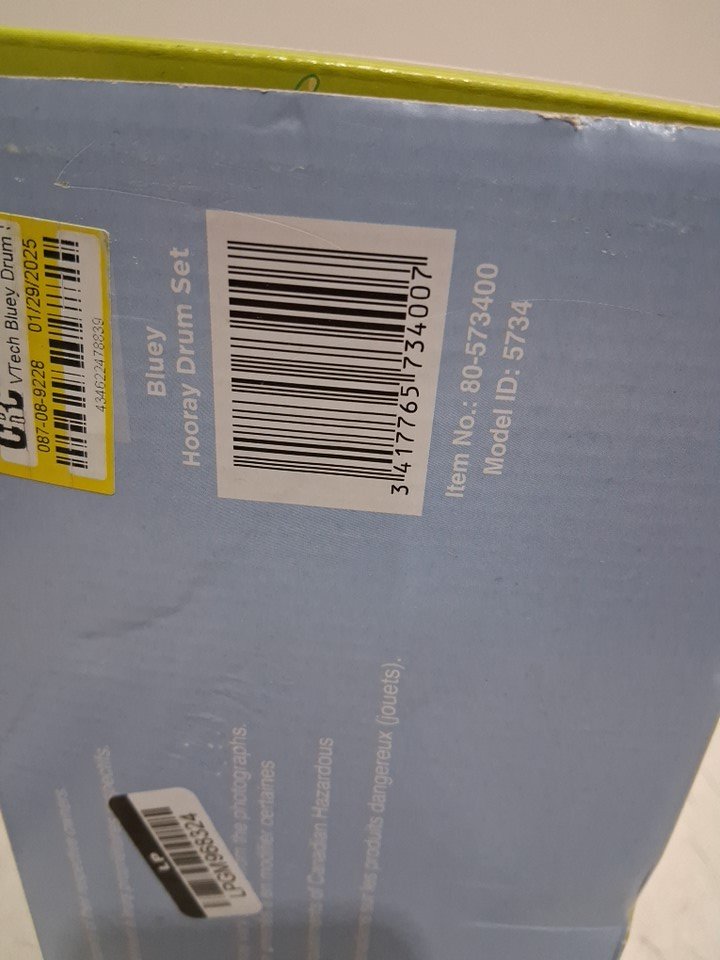 VTech Bluey Drum
087-08-9228 01/29/2025
434622478839
Bluey
Hooray Drum Set
3 417765 734007
Item No.: 80-573400
Model ID: 5734
the photographs.
modifier certaines
of Canadian Hazardous
les produits dangereux (jouets).
LP
LPGM968324